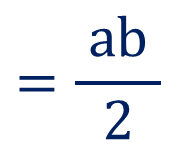 = ab/2